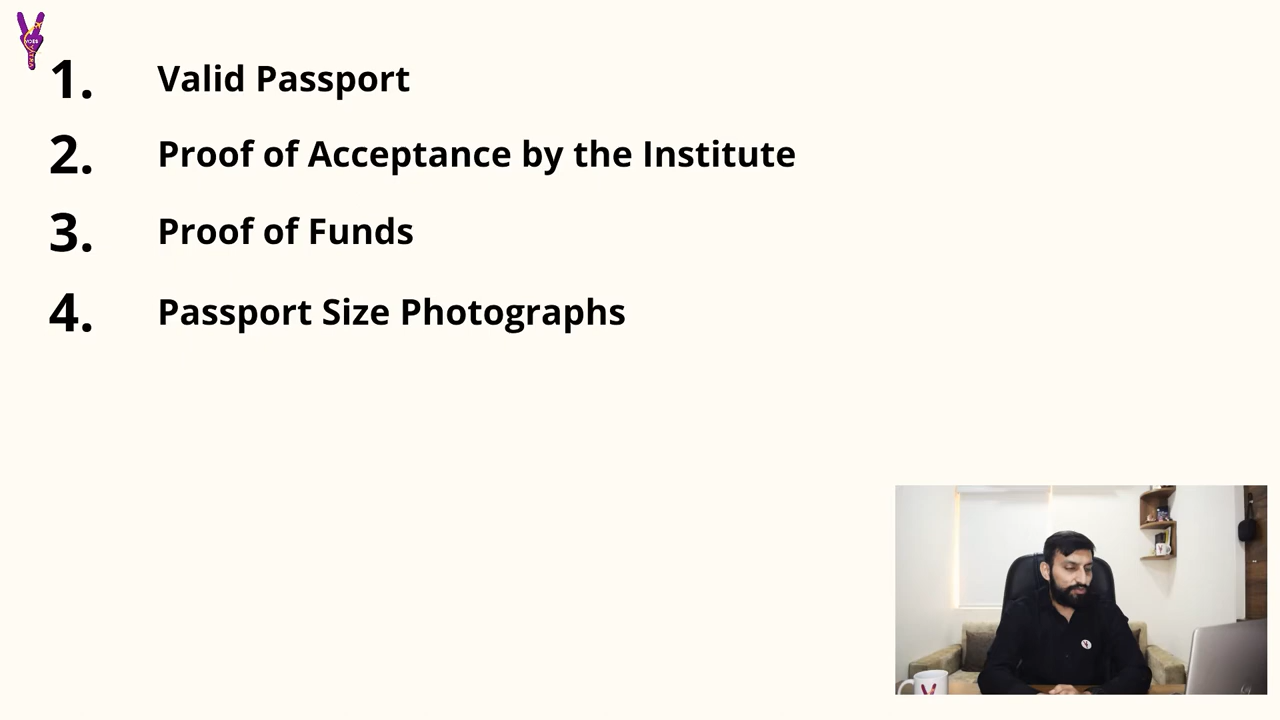 1. Valid Passport
2. Proof of Acceptance by the Institute
3. Proof of Funds
4. Passport Size Photographs